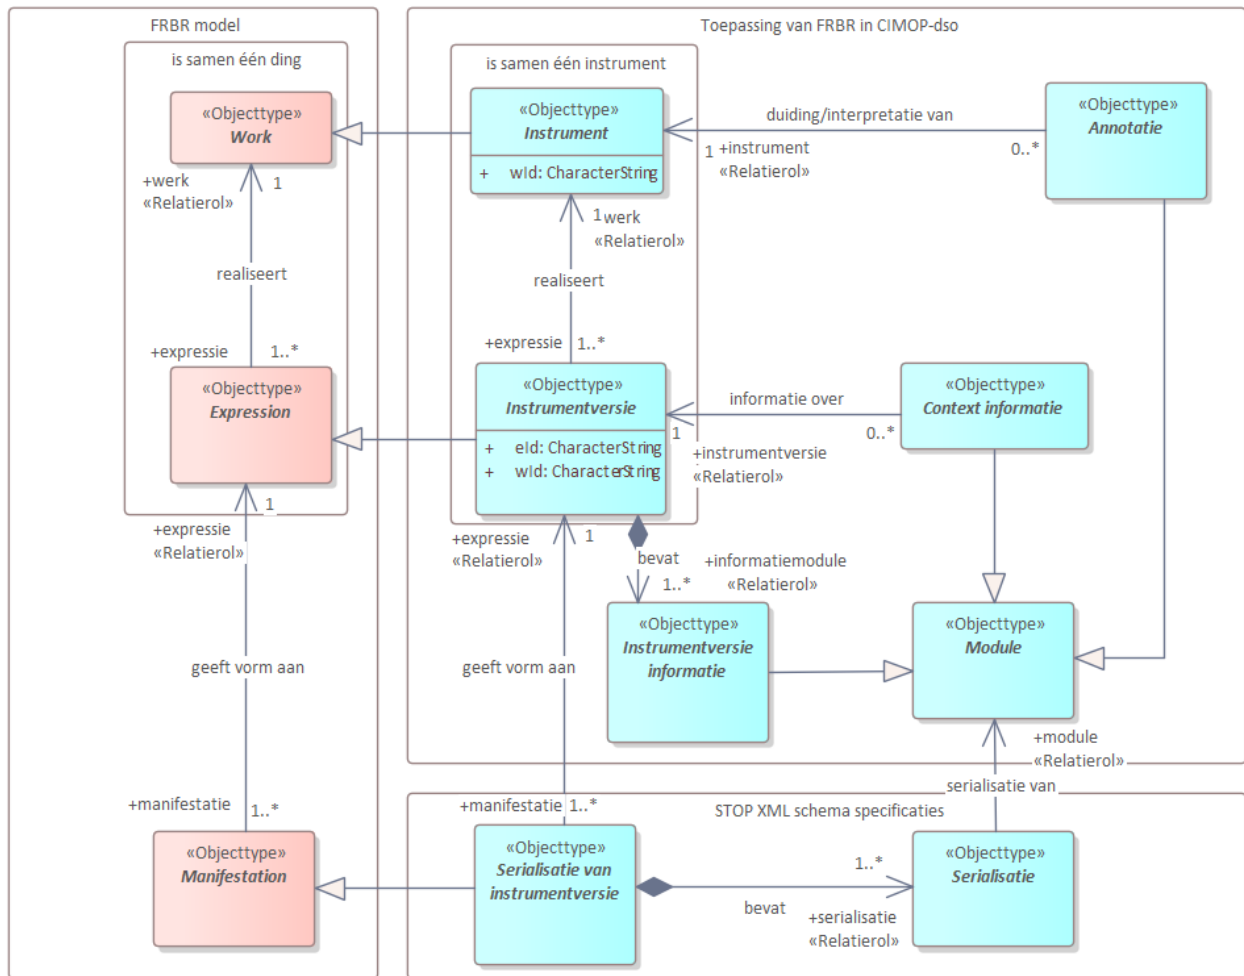 FRBR model
is samen één ding
«Objecttype»
Work
+werk
«Relatierol»
1
realiseert
+expressie
1..*
«Objecttype»
Expression
+expressie
«Relatierol»
1
geeft vorm aan
+manifestatie
1..*
«Objecttype»
Manifestation
Toepassing van FRBR in CIMOP-dso
is samen één instrument
«Objecttype»
Instrument
+ wId: CharacterString
duiding/interpretatie van
1
+instrument
«Relatierol»
0..*
«Objecttype»
Annotatie
1
werk
«Relatierol»
realiseert
+expressie
1..*
«Objecttype»
Instrumentversie
+ eId: CharacterString
+ wId: CharacterString
informatie over
1
+instrumentversie
«Relatierol»
0..*
«Objecttype»
Context informatie
+expressie
«Relatierol»
1
bevat
+informatiemodule
«Relatierol»
1..*
«Objecttype»
Instrumentversie
informatie
«Objecttype»
Module
geeft vorm aan
+module
«Relatierol»
serialisatie van
+manifestatie
1..*
STOP XML schema specificaties
«Objecttype»
Serialisatie van
instrumentversie
bevat
1..*
+serialisatie
«Relatierol»
«Objecttype»
Serialisatie